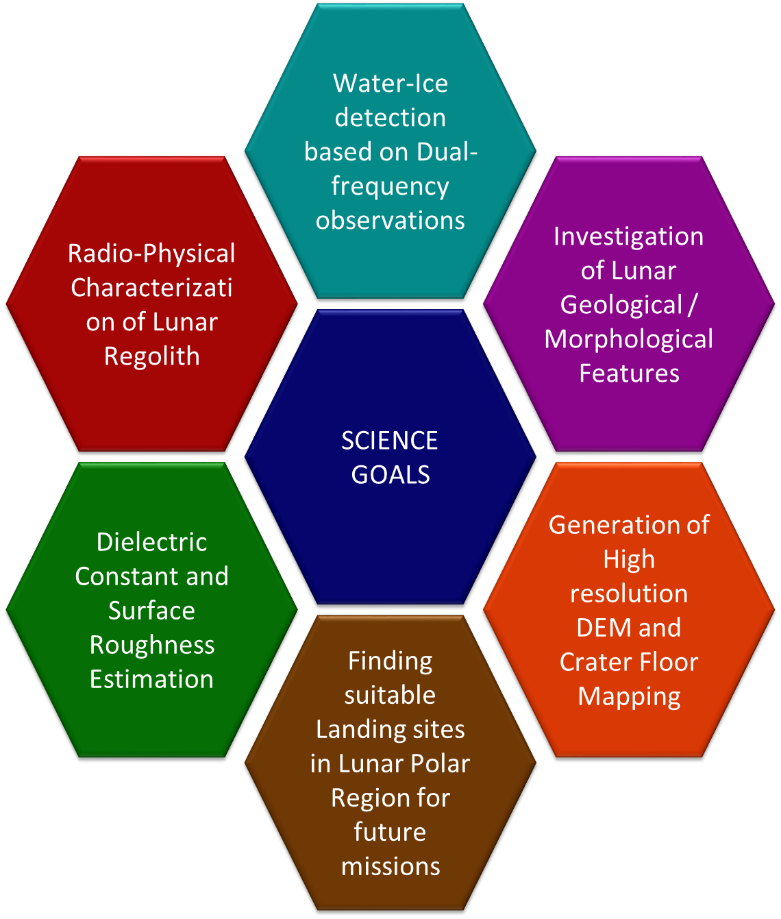 Water-Ice
detection
based on Dual-
frequency
observations
Radio-Physical
Characterizati
on of Lunar
Regolith
Investigation
of Lunar
Geological /
Morphological
Features
SCIENCE
GOALS
Dielectric
Constant and
Surface
Roughness
Estimation
Generation of
High
resolution
DEM and
Crater Floor
Mapping
Finding
suitable
Landing sites
in Lunar Polar
Region for
future
missions